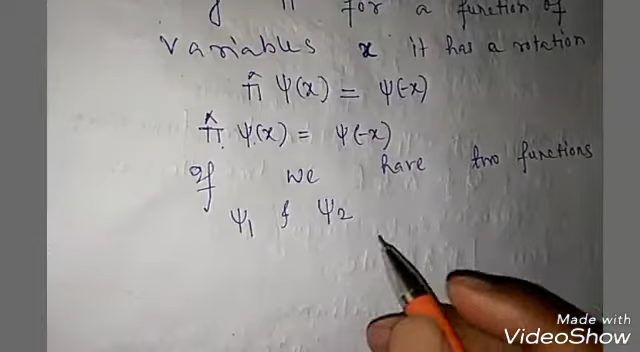 for a function of
variables x it has a rotation
π̂ ψ(x) = ψ(-x)
π̂ ψ(x) = ψ(-x)
If we have two functions
ψ1 & ψ2
Made with
VideoShow